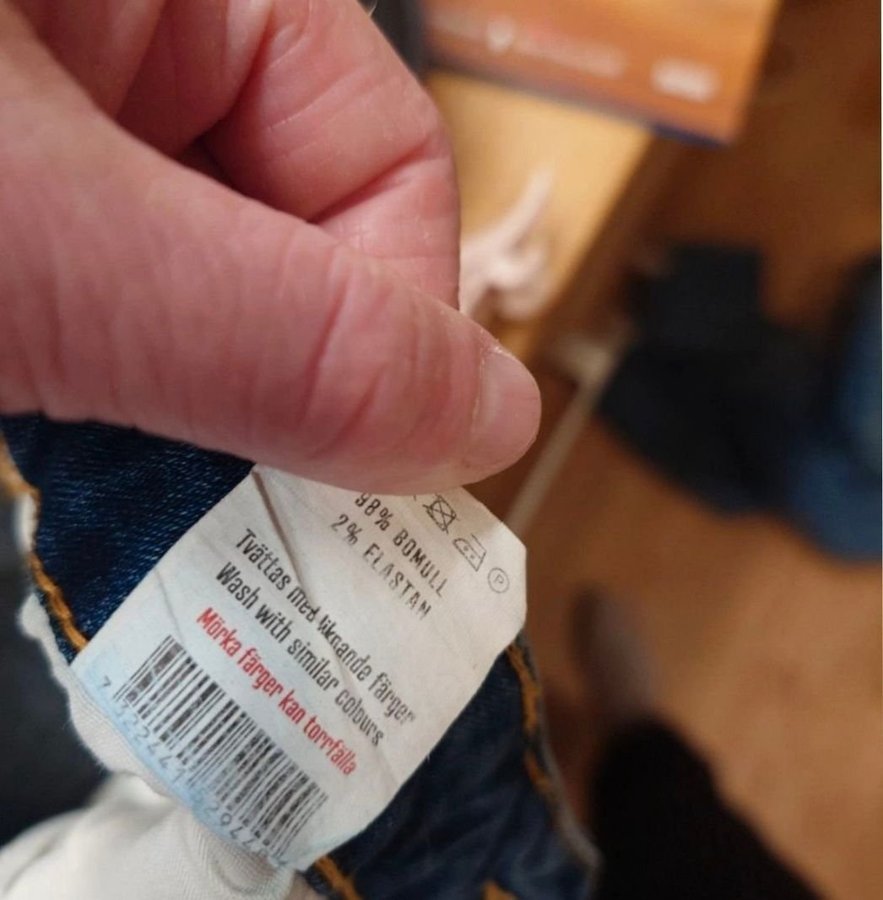 98% BOMULL
2% ELASTAN
P
Tvättas med liknande färger
Wash with similar colours
Mörka färger kan torrfälla